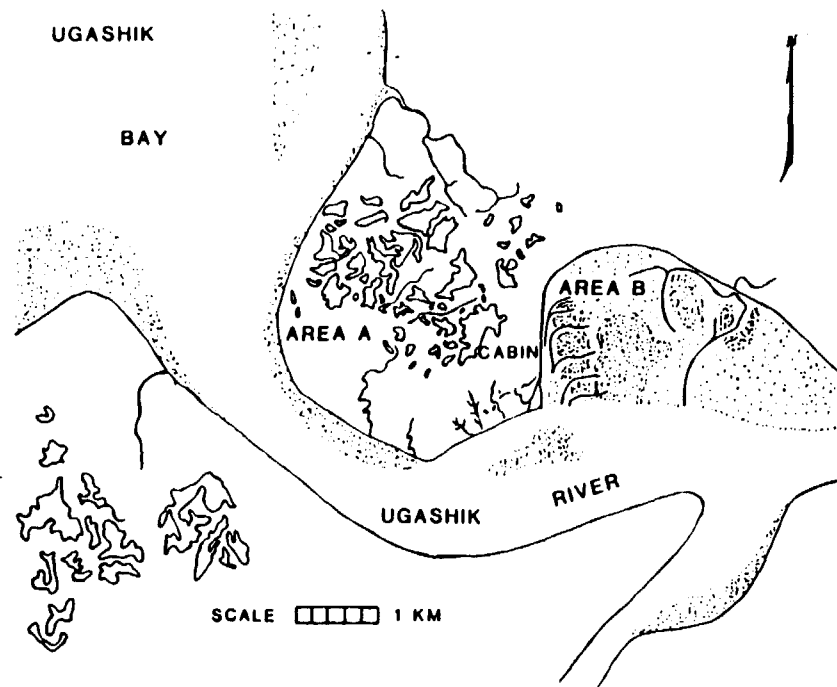 UGASHIK
BAY
N
AREA B
AREA A
CABIN
RIVER
UGASHIK
SCALE 1 KM